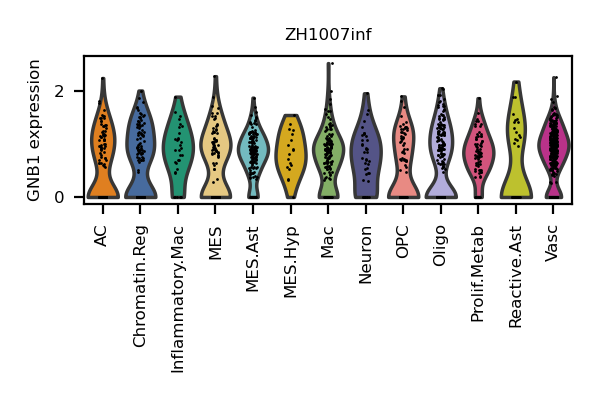 ZH1007inf
GNB1 expression
2
0
AC
Chromatin.Reg
Inflammatory.Mac
MES
MES.Ast
MES.Hyp
Mac
Neuron
OPC
Oligo
Prolif.Metab
Reactive.Ast
Vasc